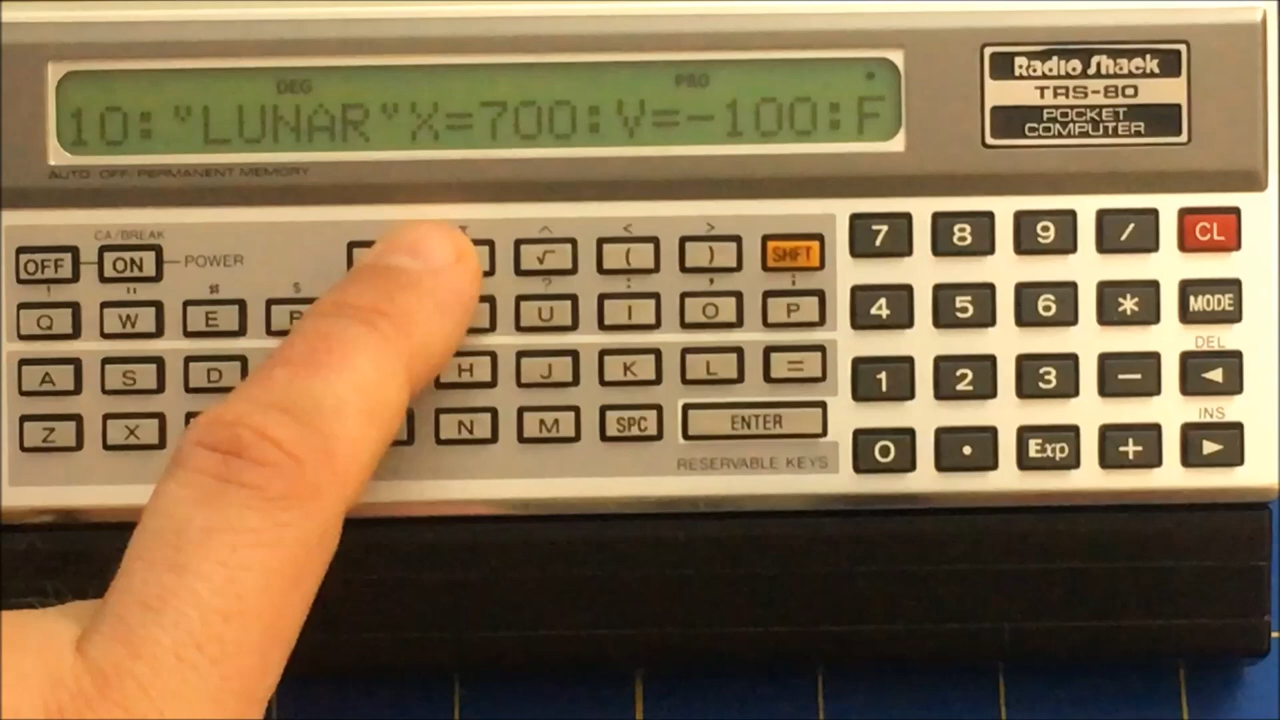 DEG PRO
10:"LUNAR"X=700:V=-100:F
Radio Shack
TRS-80
POCKET
COMPUTER
AUTO OFF/PERMANENT MEMORY
CA/BREAK
OFF ON POWER
^ < >
√ ( ) SHFT
! " # $ ? : , ;
Q W E R U I O P
A S D H J K L =
Z X N M SPC ENTER
RESERVABLE KEYS
7 8 9 / CL
4 5 6 * MODE
DEL
1 2 3 - ◄
INS
0 . Exp + ►